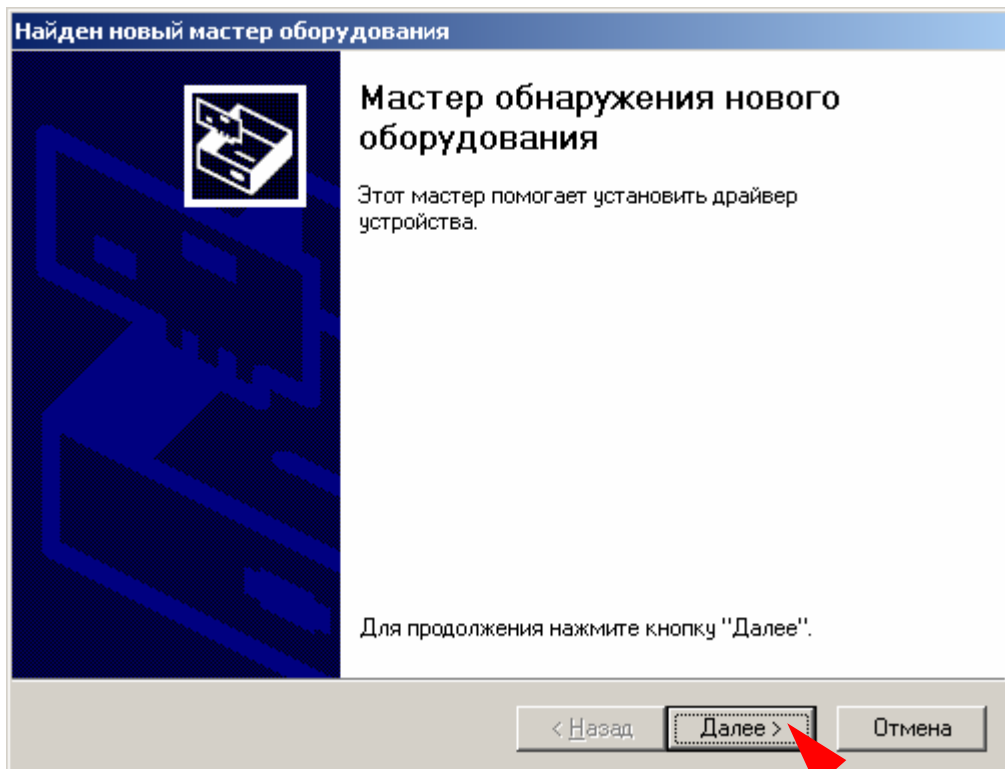 Найден новый мастер оборудования
Мастер обнаружения нового
оборудования
Этот мастер помогает установить драйвер
устройства.
Для продолжения нажмите кнопку "Далее".
< Назад
Далее >
Отмена